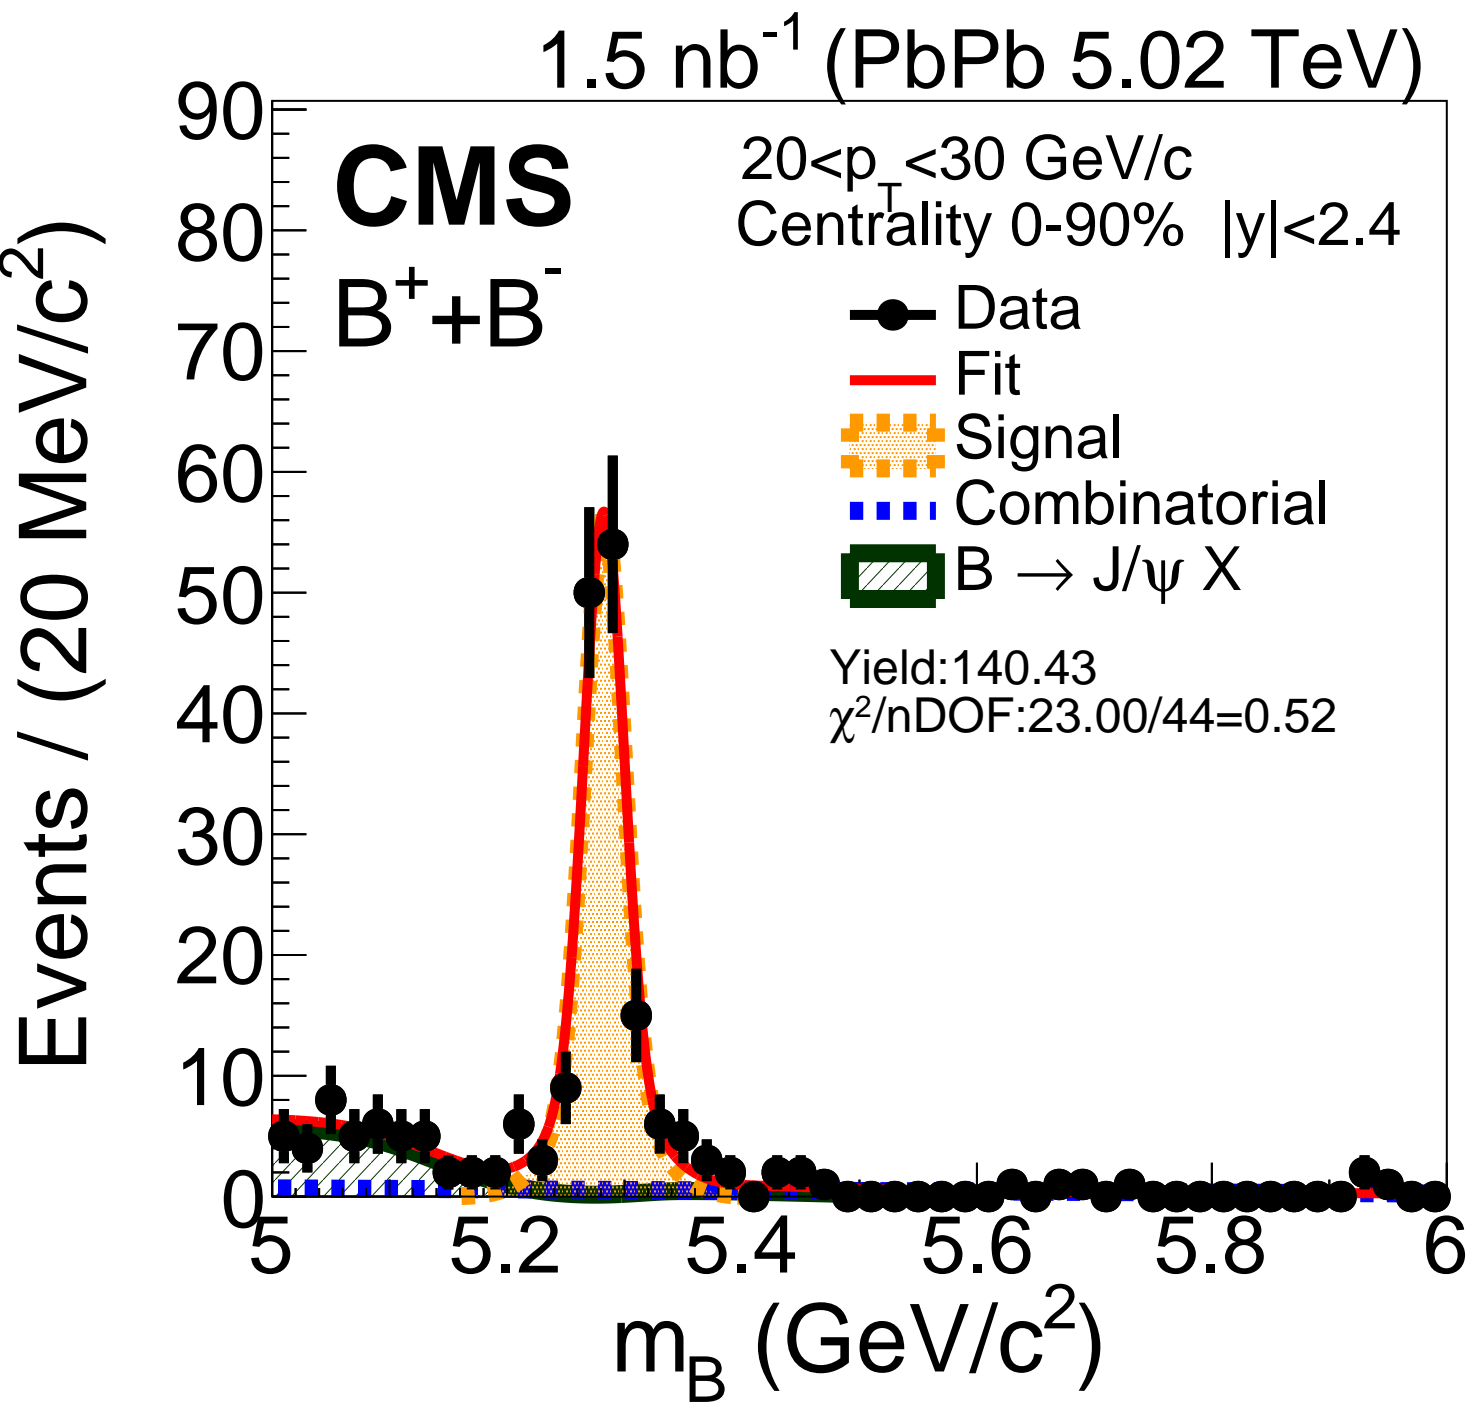 1.5 nb⁻¹ (PbPb 5.02 TeV)
CMS
B⁺+B⁻
20<p_T<30 GeV/c
Centrality 0-90% |y|<2.4
Data
Fit
Signal
Combinatorial
B → J/ψ X
Yield:140.43
χ²/nDOF:23.00/44=0.52
Events / (20 MeV/c²)
90
80
70
60
50
40
30
20
10
0
5 5.2 5.4 5.6 5.8 6
m_B (GeV/c²)